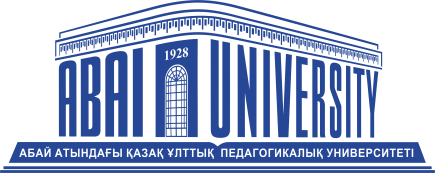 1928
ABAI UNIVERSITY
АБАЙ АТЫНДАҒЫ ҚАЗАҚ ҰЛТТЫҚ ПЕДАГОГИКАЛЫҚ УНИВЕРСИТЕТІ